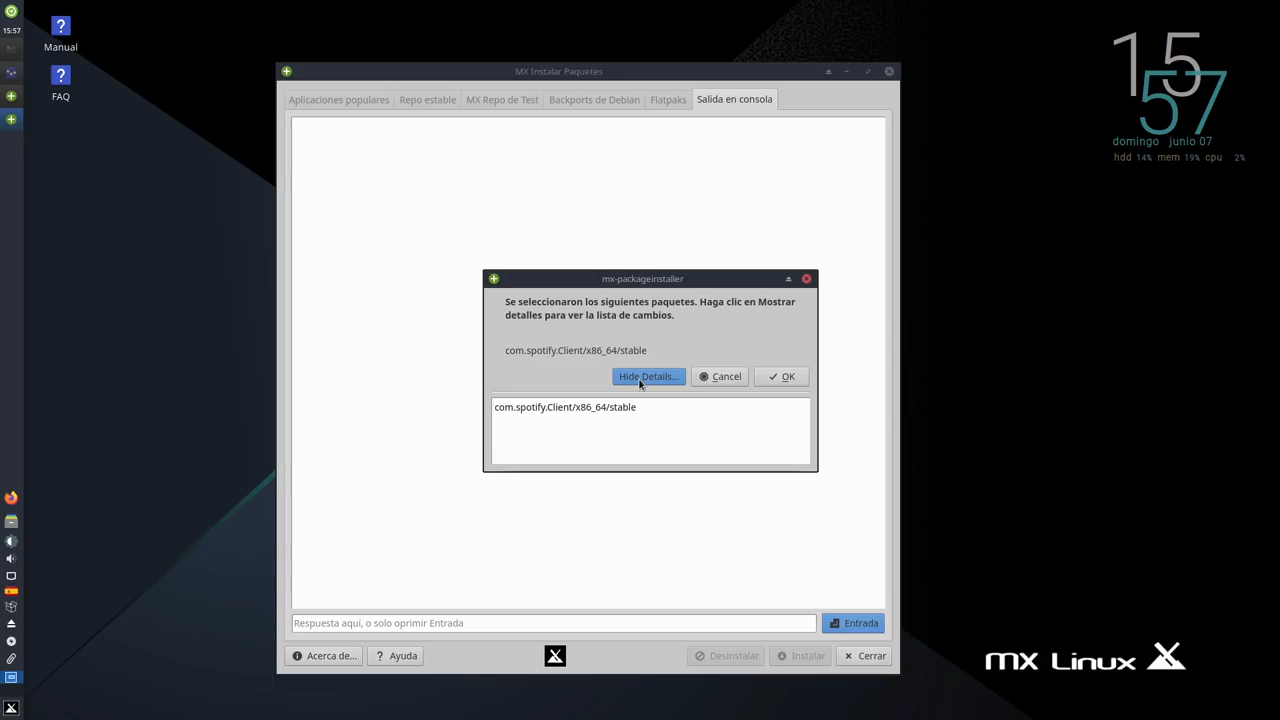 15:57
Manual
FAQ
MX Instalar Paquetes
Aplicaciones populares
Repo estable
MX Repo de Test
Backports de Debian
Flatpaks
Salida en consola
15
57
domingo junio 07
hdd 14% mem 19% cpu 2%
mx-packageinstaller
Se seleccionaron los siguientes paquetes. Haga clic en Mostrar
detalles para ver la lista de cambios.
com.spotify.Client/x86_64/stable
Hide Details...
Cancel
OK
com.spotify.Client/x86_64/stable
Respuesta aquí, o solo oprimir Entrada
Entrada
Acerca de...
Ayuda
Desinstalar
Instalar
Cerrar
mx Linux